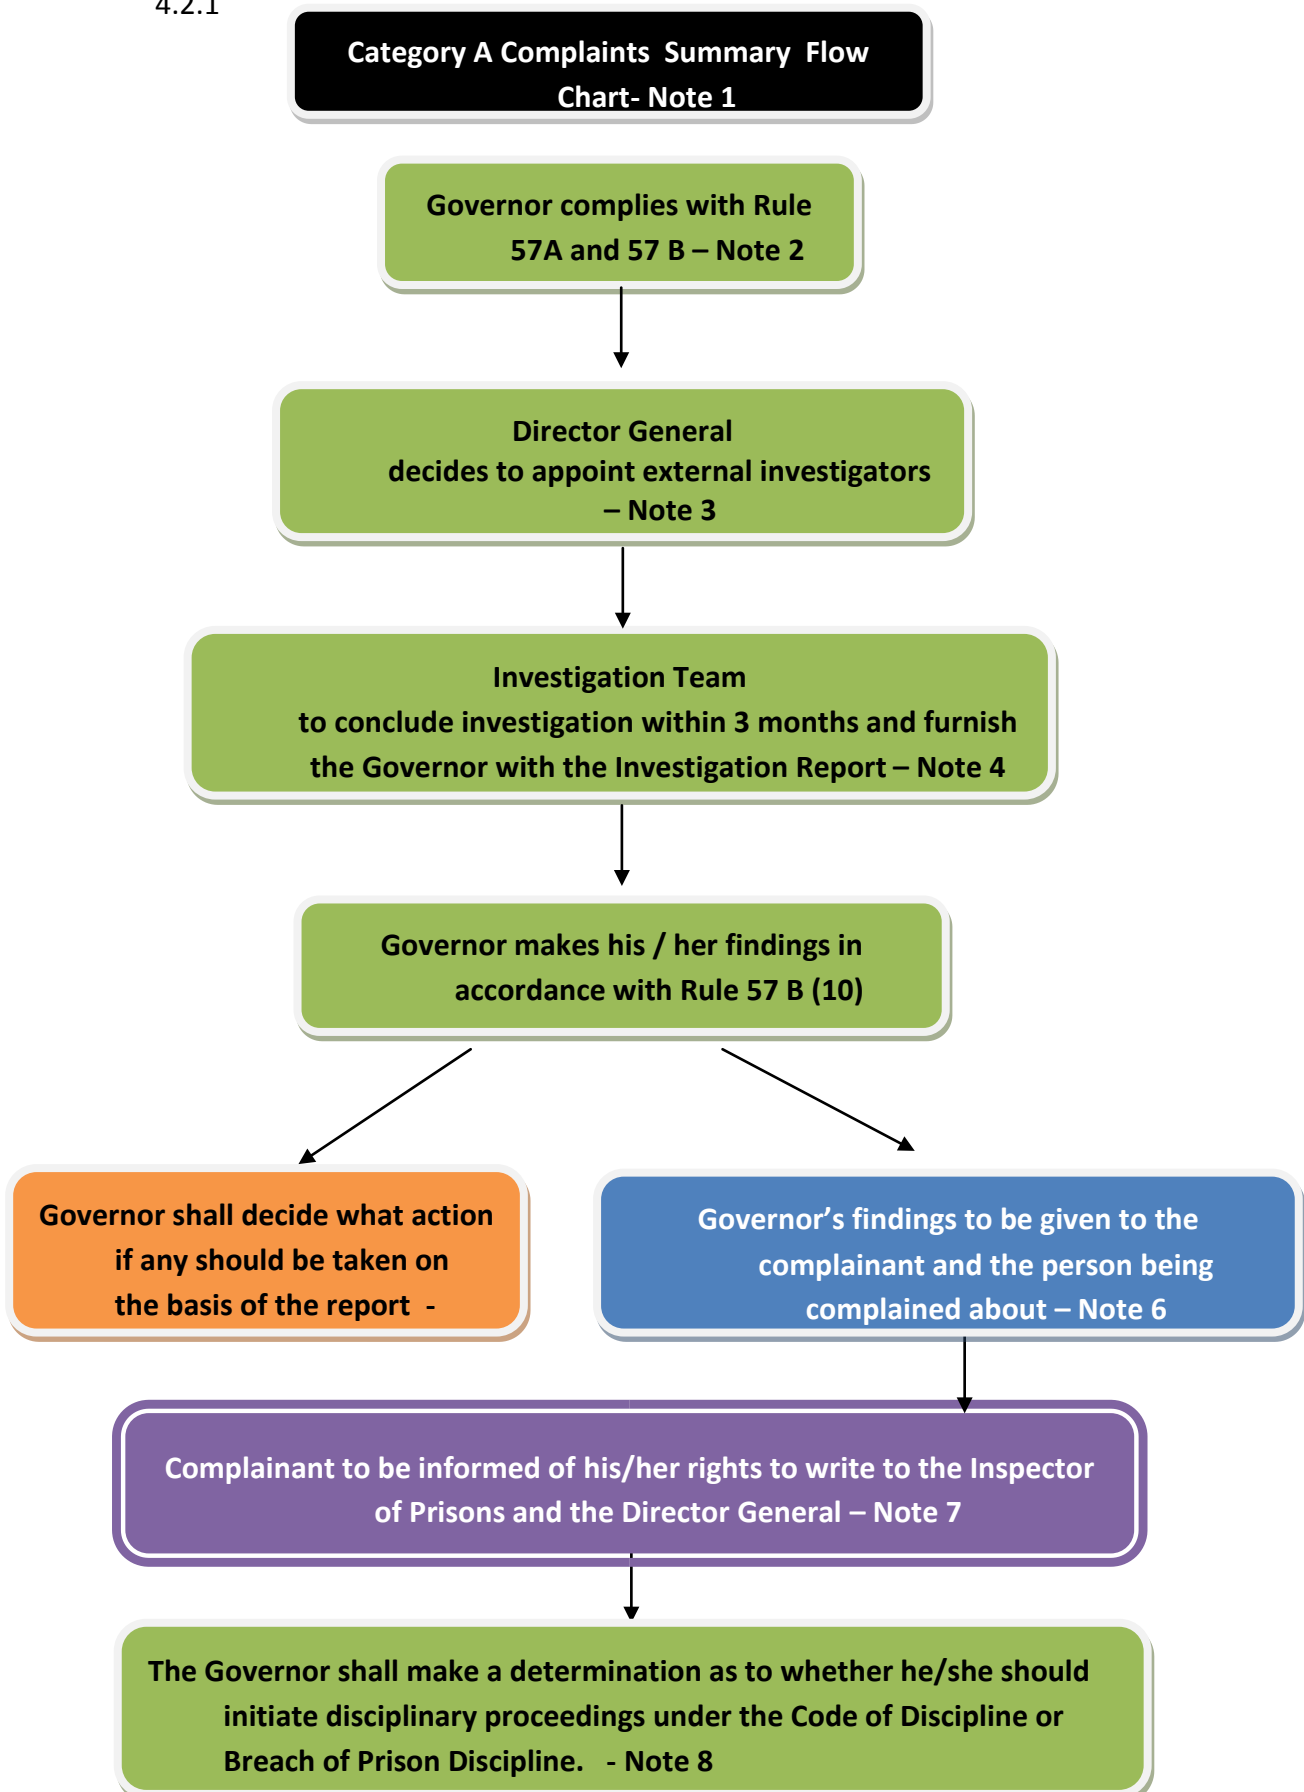 4.2.1
Category A Complaints Summary Flow
Chart- Note 1
Governor complies with Rule
57A and 57 B – Note 2
Director General
decides to appoint external investigators
– Note 3
Investigation Team
to conclude investigation within 3 months and furnish
the Governor with the Investigation Report – Note 4
Governor makes his / her findings in
accordance with Rule 57 B (10)
Governor shall decide what action
if any should be taken on
the basis of the report -
Governor’s findings to be given to the
complainant and the person being
complained about – Note 6
Complainant to be informed of his/her rights to write to the Inspector
of Prisons and the Director General – Note 7
The Governor shall make a determination as to whether he/she should
initiate disciplinary proceedings under the Code of Discipline or
Breach of Prison Discipline. - Note 8